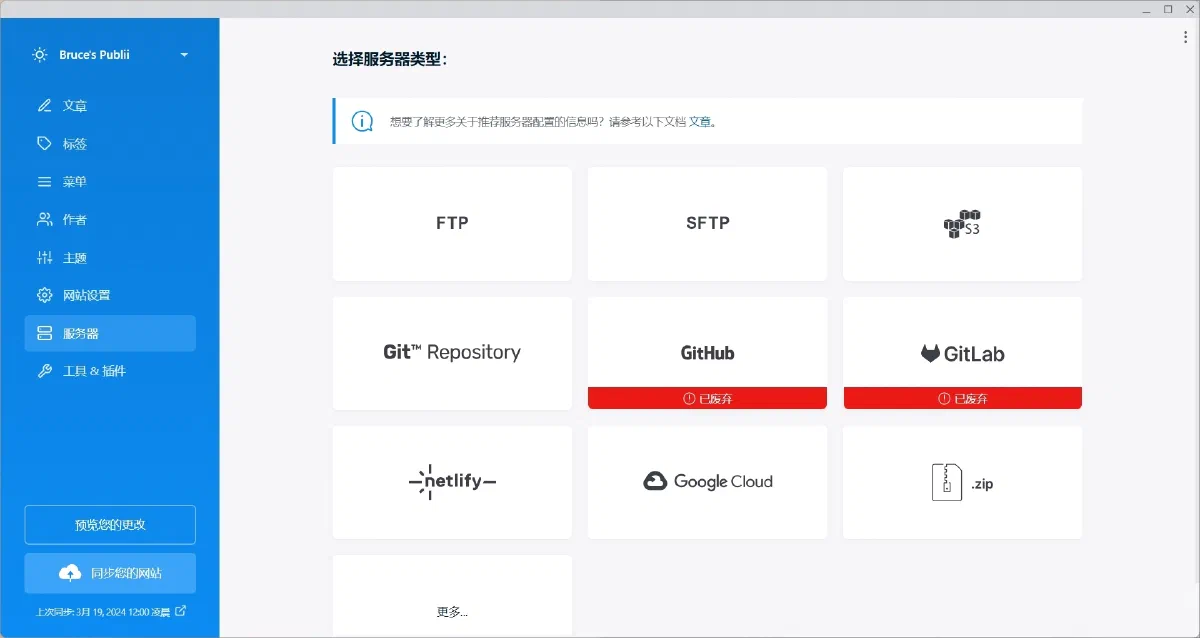 Bruce's Publii
文章
标签
菜单
作者
主题
网站设置
服务器
工具 & 插件
预览您的更改
同步您的网站
上次同步: 3月 19, 2024 12:00 凌晨
选择服务器类型：
想要了解更多关于推荐服务器配置的信息吗？请参考以下文档 文章。
FTP
SFTP
S3
Git™ Repository
GitHub
已废弃
GitLab
已废弃
netlify
Google Cloud
.zip
更多...